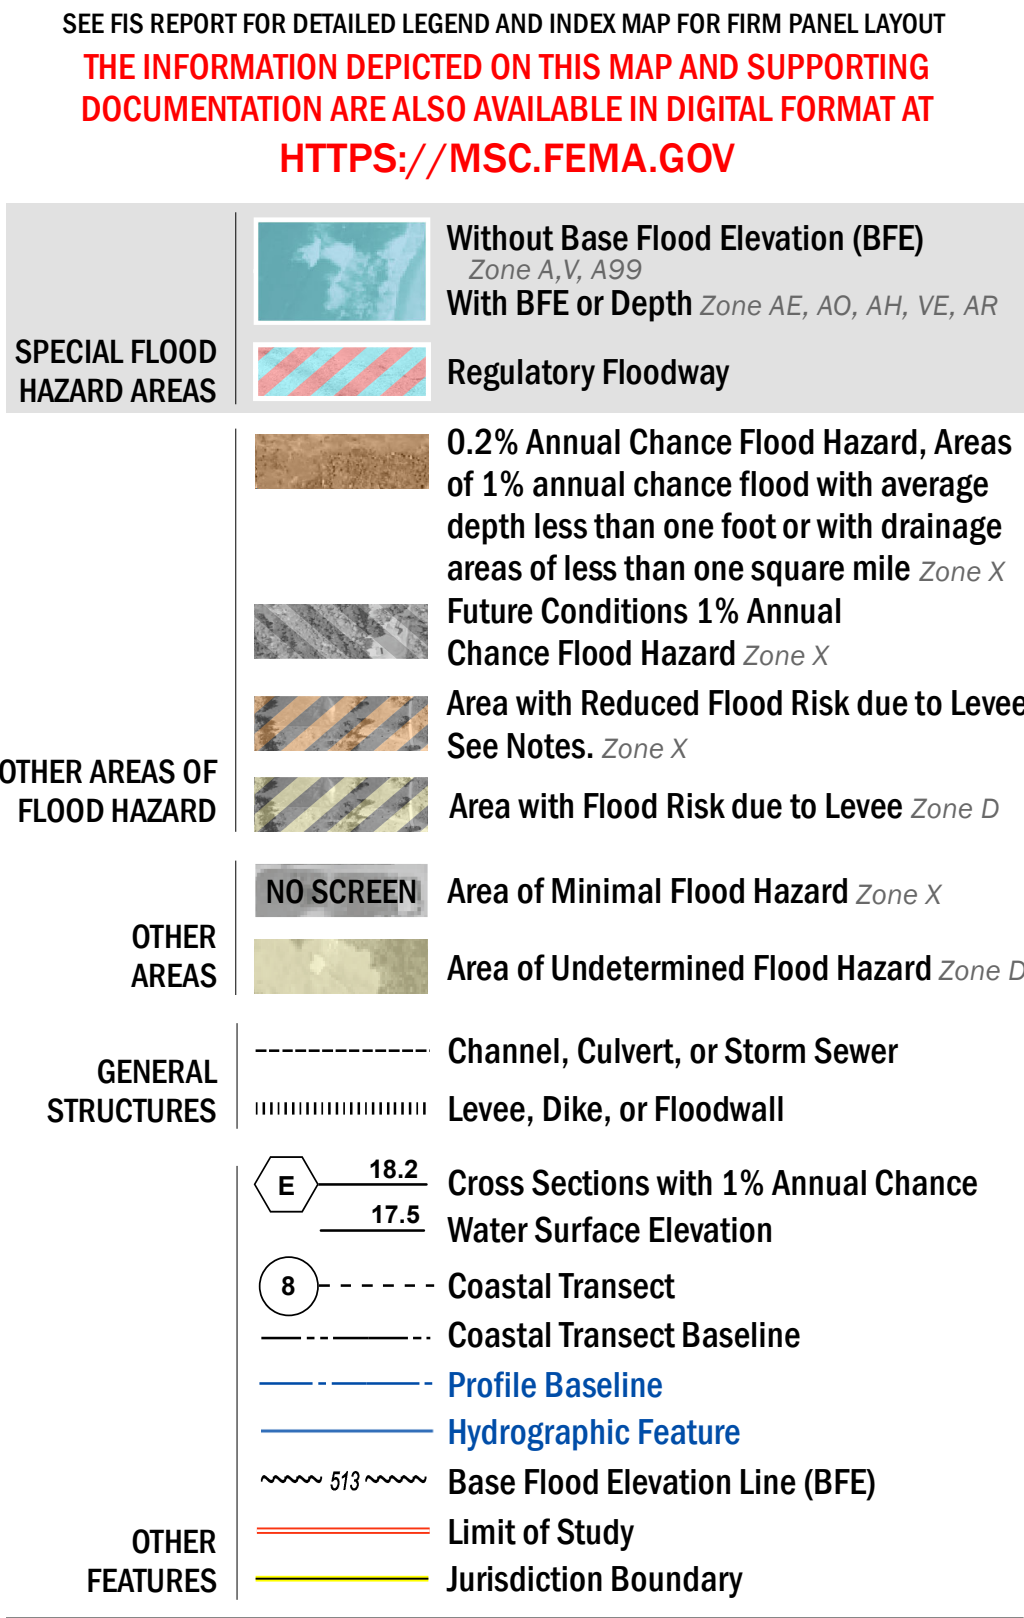 SEE FIS REPORT FOR DETAILED LEGEND AND INDEX MAP FOR FIRM PANEL LAYOUT
THE INFORMATION DEPICTED ON THIS MAP AND SUPPORTING
DOCUMENTATION ARE ALSO AVAILABLE IN DIGITAL FORMAT AT
HTTPS://MSC.FEMA.GOV
SPECIAL FLOOD
HAZARD AREAS
Without Base Flood Elevation (BFE)
Zone A,V, A99
With BFE or Depth Zone AE, AO, AH, VE, AR
Regulatory Floodway
OTHER AREAS OF
FLOOD HAZARD
0.2% Annual Chance Flood Hazard, Areas
of 1% annual chance flood with average
depth less than one foot or with drainage
areas of less than one square mile Zone X
Future Conditions 1% Annual
Chance Flood Hazard Zone X
Area with Reduced Flood Risk due to Levee
See Notes. Zone X
Area with Flood Risk due to Levee Zone D
OTHER
AREAS
NO SCREEN Area of Minimal Flood Hazard Zone X
Area of Undetermined Flood Hazard Zone D
GENERAL
STRUCTURES
Channel, Culvert, or Storm Sewer
Levee, Dike, or Floodwall
OTHER
FEATURES
E 18.2 Cross Sections with 1% Annual Chance
17.5 Water Surface Elevation
8 Coastal Transect
Coastal Transect Baseline
Profile Baseline
Hydrographic Feature
513 Base Flood Elevation Line (BFE)
Limit of Study
Jurisdiction Boundary